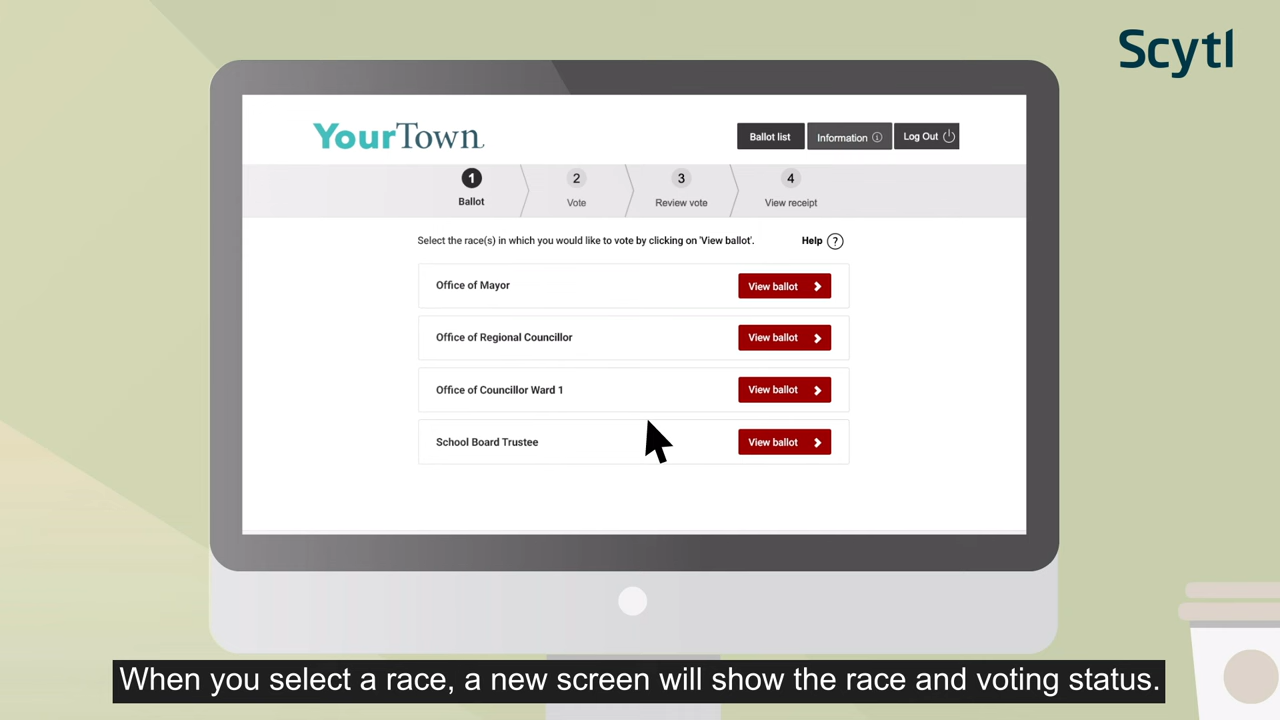 Scytl
YourTown
Ballot list
Information
Log Out
1
Ballot
2
Vote
3
Review vote
4
View receipt
Select the race(s) in which you would like to vote by clicking on 'View ballot'.
Help ?
Office of Mayor
View ballot
Office of Regional Councillor
View ballot
Office of Councillor Ward 1
View ballot
School Board Trustee
View ballot
When you select a race, a new screen will show the race and voting status.